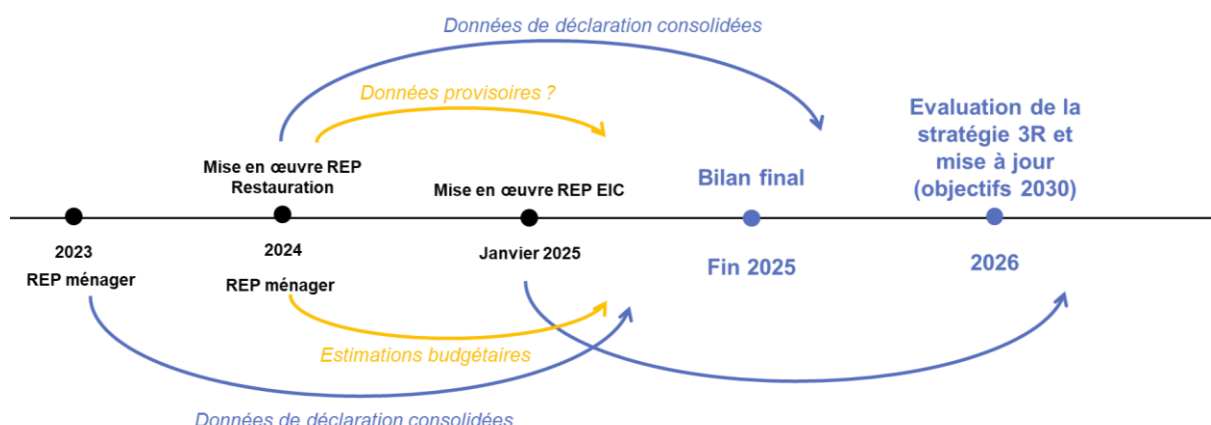 Données de déclaration consolidées
Données provisoires ?
Mise en œuvre REP
Restauration
Mise en œuvre REP EIC
Bilan final
Evaluation de la
stratégie 3R et
mise à jour
(objectifs 2030)
2023
REP ménager
2024
REP ménager
Janvier 2025
Fin 2025
2026
Estimations budgétaires
Données de déclaration consolidées